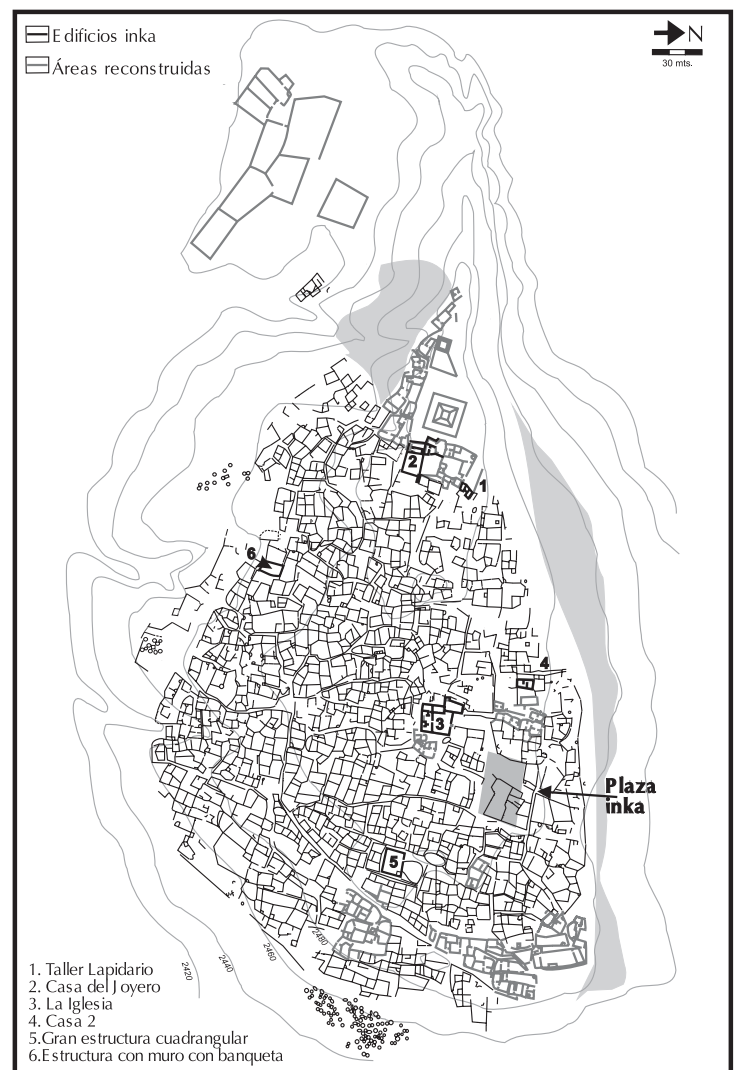 Edificios inka
Áreas reconstruidas
N
30 mts.
2
1
6
4
3
Plaza
inka
5
2480
2460
2440
2420
1. Taller Lapidario
2. Casa del Joyero
3. La Iglesia
4. Casa 2
5.Gran estructura cuadrangular
6.Estructura con muro con banqueta